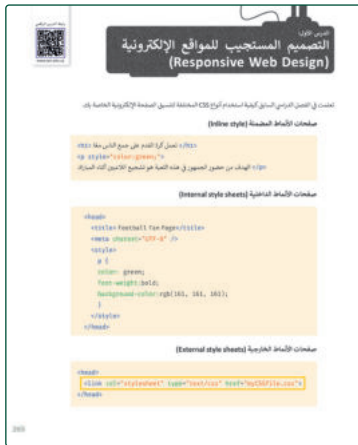 الدرس الأول
التصميم المستجيب للمواقع الإلكترونية
(Responsive Web Design)
تعلمت في الفصل الدراسي السابق كيفية استخدام أنواع CSS المختلفة لتنسيق الصفحة الإلكترونية الخاصة بك.
صفحات الأنماط المضمنة (Inline style)
<h1> تعمل كرة القدم على جمع الناس معًا </h1>
<p style="color:green;">
الهدف من حضور الجمهور في هذه اللعبة هو تشجيع اللاعبين أثناء المباراة. </p>
صفحات الأنماط الداخلية (Internal style sheets)
<head>
<title>Football Fan Page</title>
<meta charset="UTF-8" />
<style>
p {
color: green;
font-weight:bold;
background-color:rgb(161, 161, 161);
}
</style>
</head>
صفحات الأنماط الخارجية (External style sheets)
<head>
<link rel="stylesheet" type="text/css" href="myCSSFile.css">
</head>